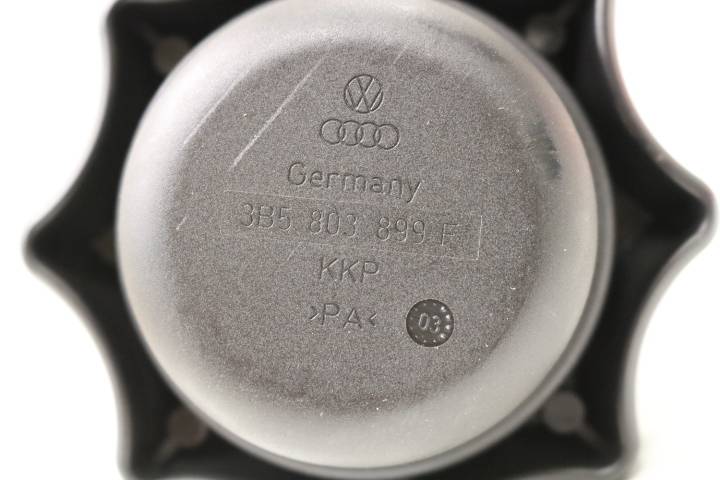 Germany
3B5 803 899 F
KKP
>PA<
03